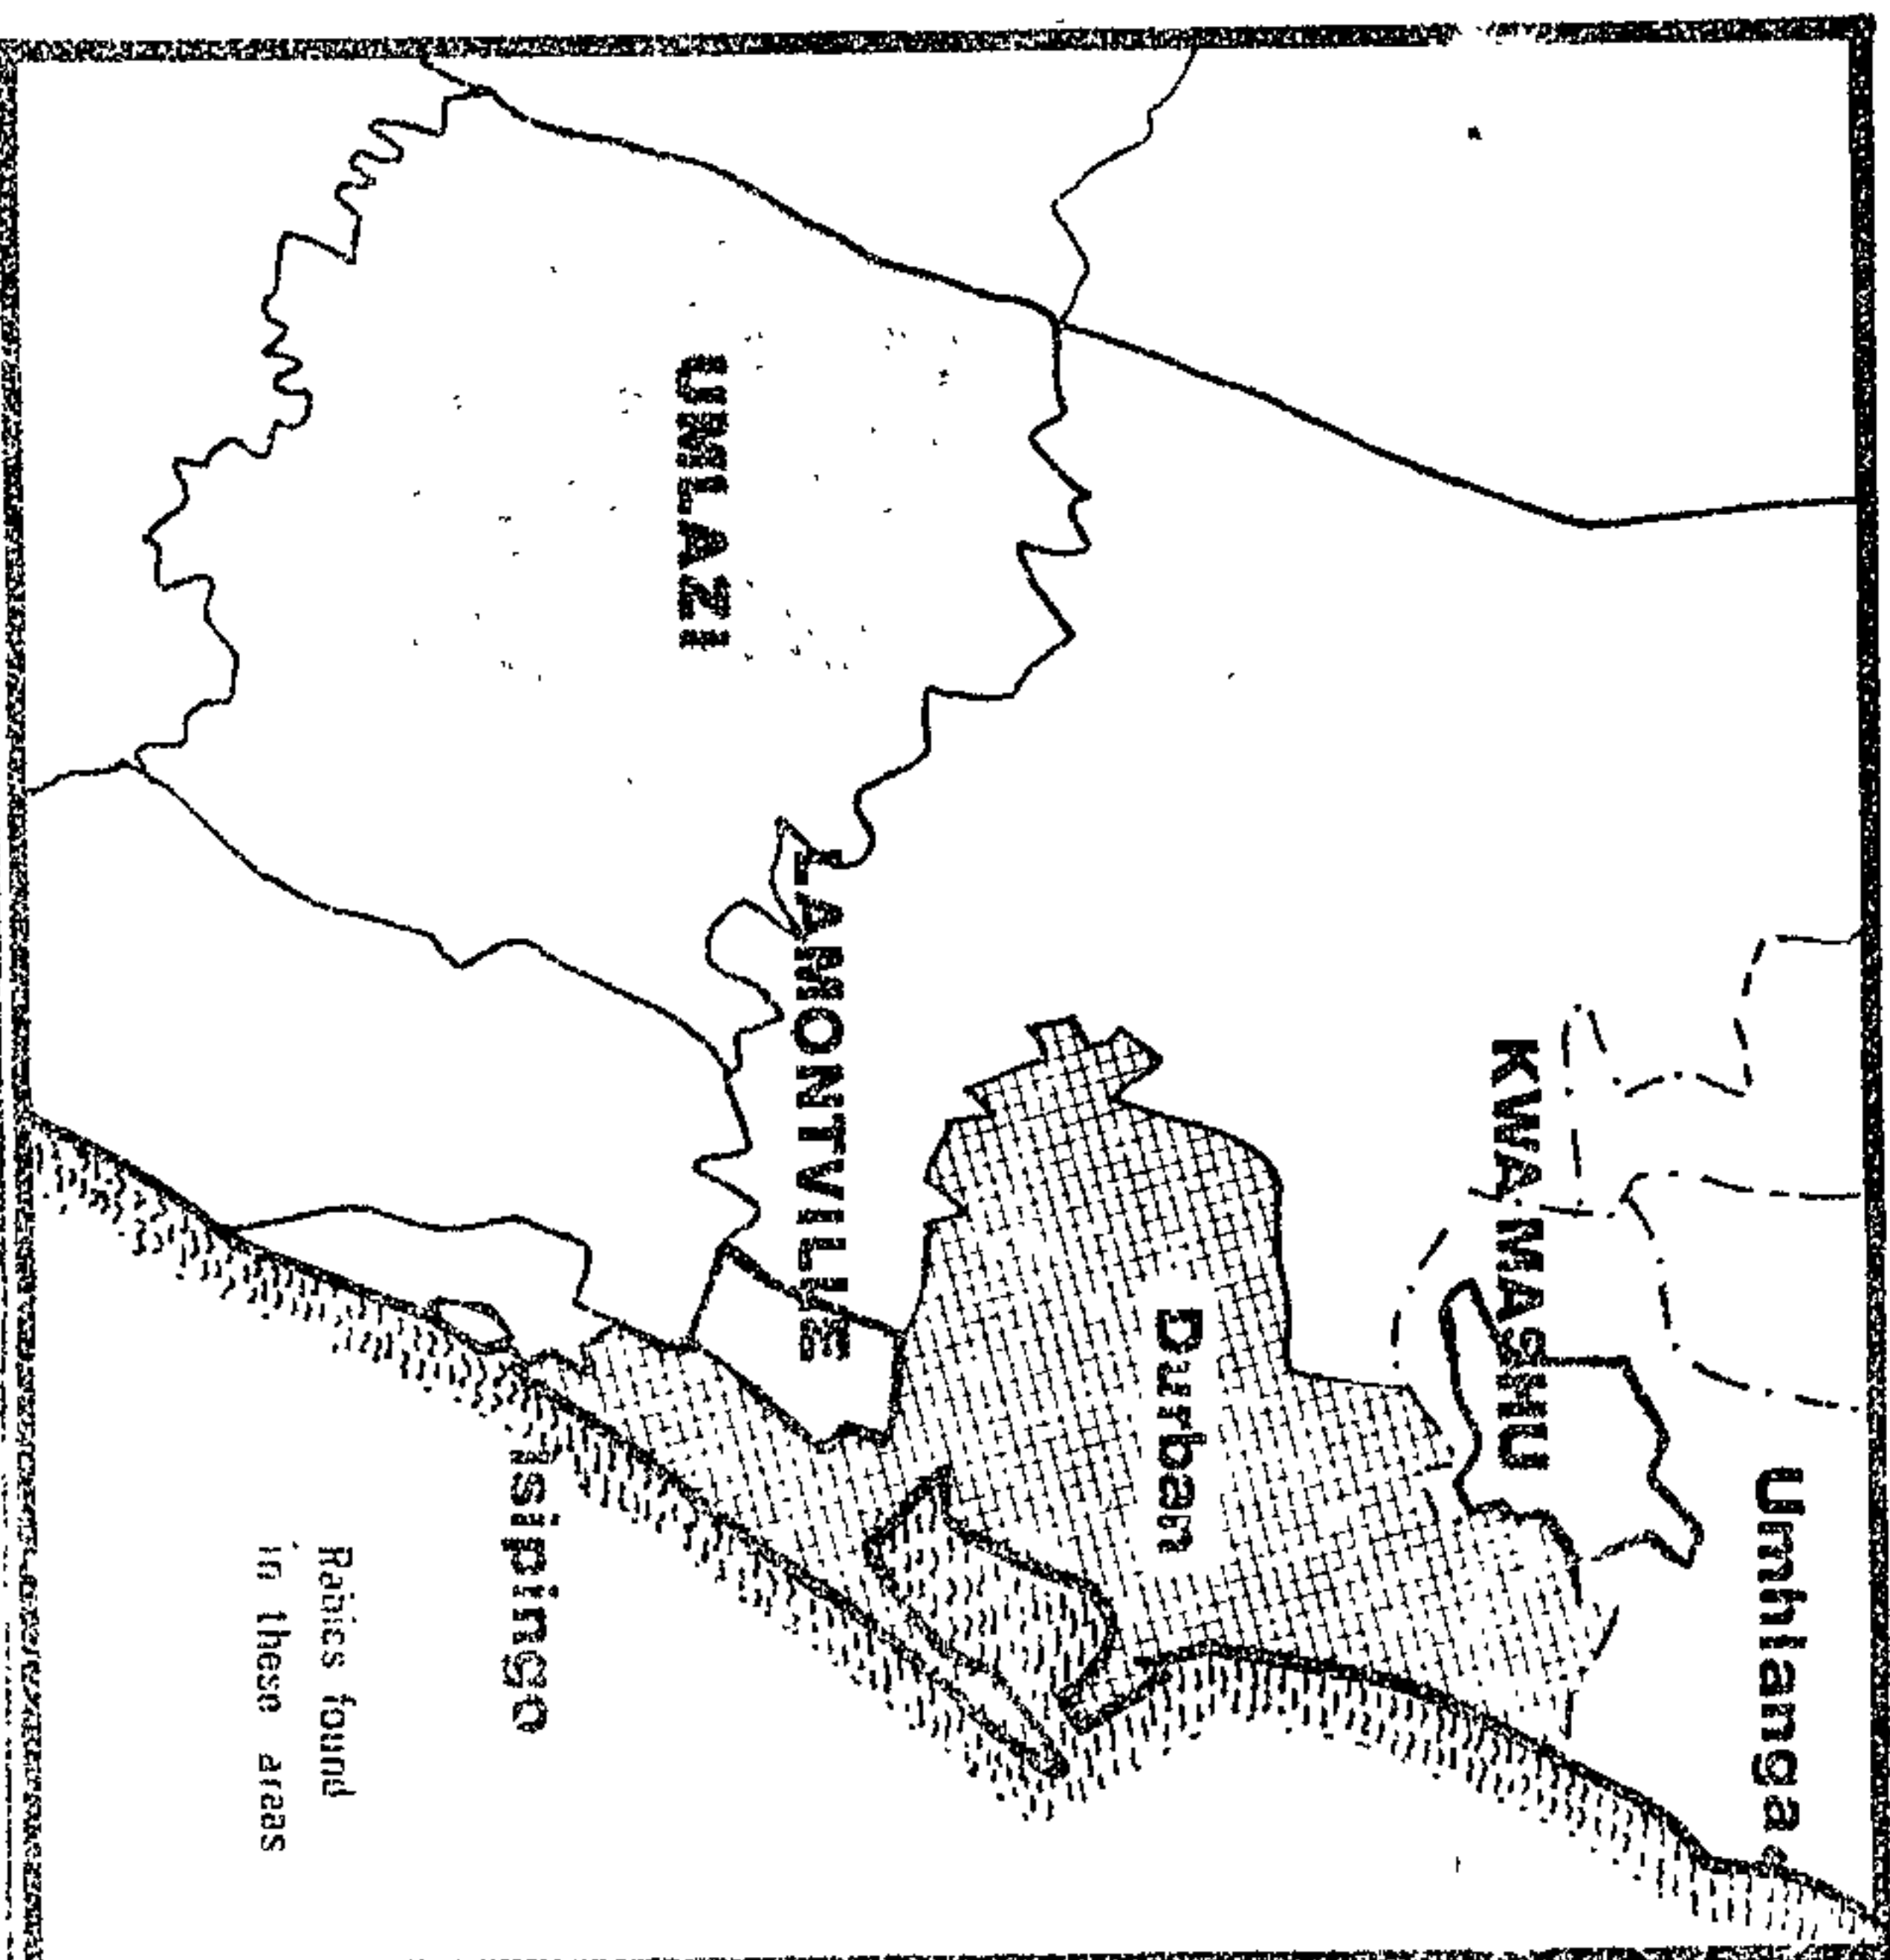 Umhlanga
KWA MASHU
Durban
LAMONTVILLE
UMLAZI
Isipingo
Rabies found
in these areas